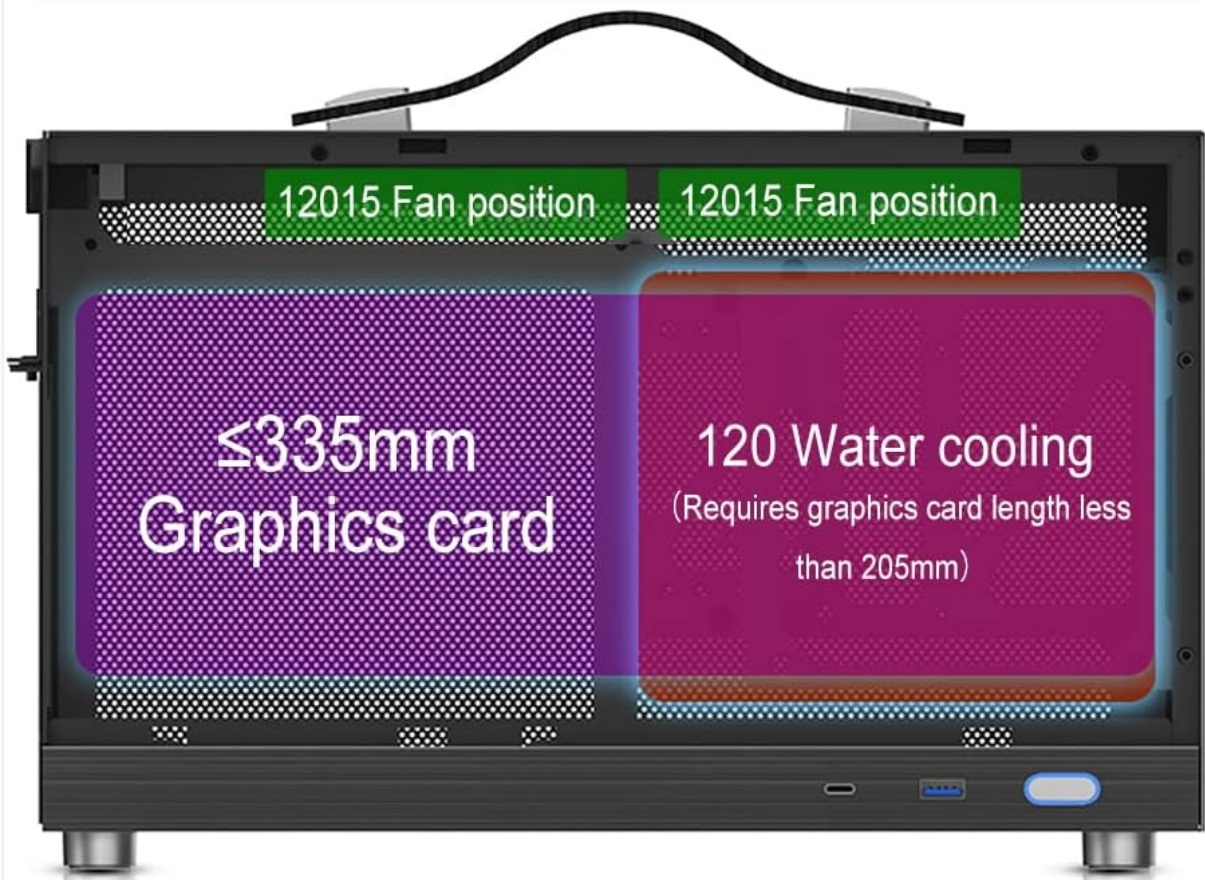 12015 Fan position
12015 Fan position
≤335mm
Graphics card
120 Water cooling
（Requires graphics card length less
than 205mm）